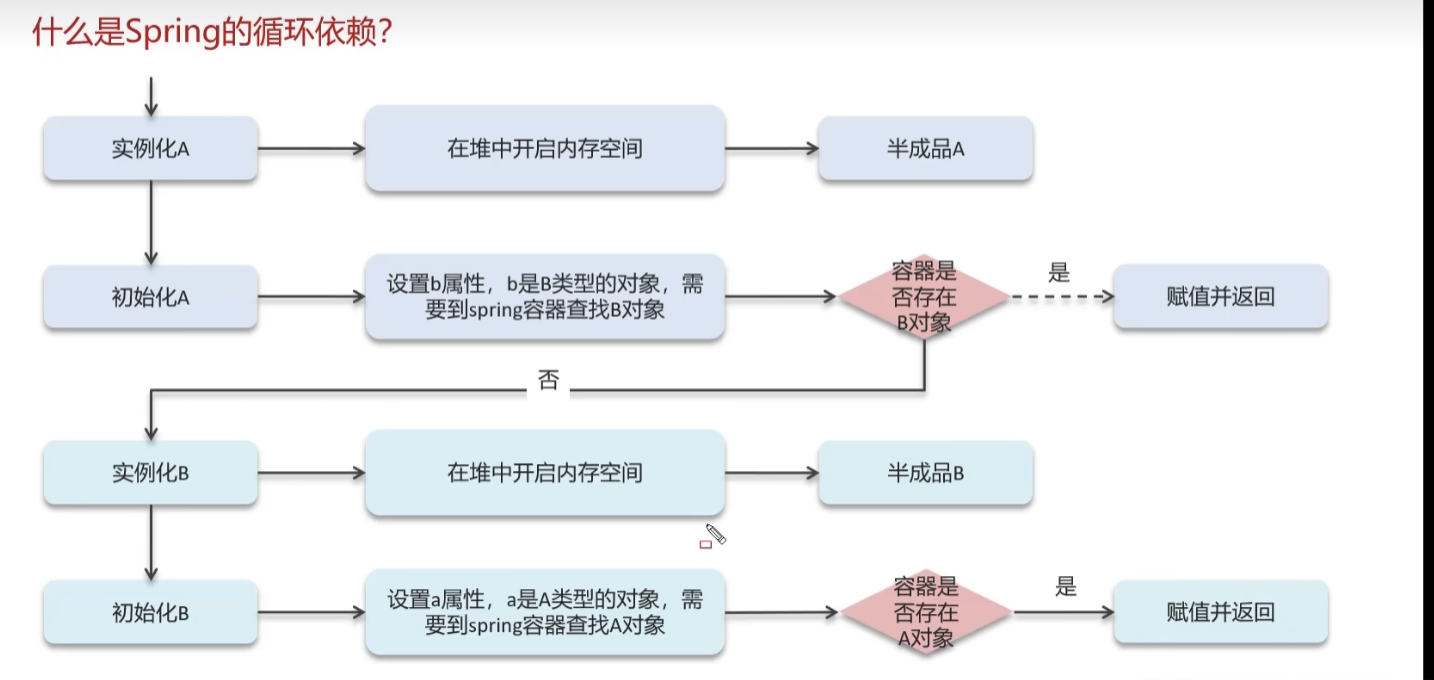 什么是Spring的循环依赖？
实例化A
在堆中开启内存空间
半成品A
初始化A
设置b属性，b是B类型的对象，需
要到spring容器查找B对象
容器是
否存在
B对象
是
赋值并返回
否
实例化B
在堆中开启内存空间
半成品B
初始化B
设置a属性，a是A类型的对象，需
要到spring容器查找A对象
容器是
否存在
A对象
是
赋值并返回